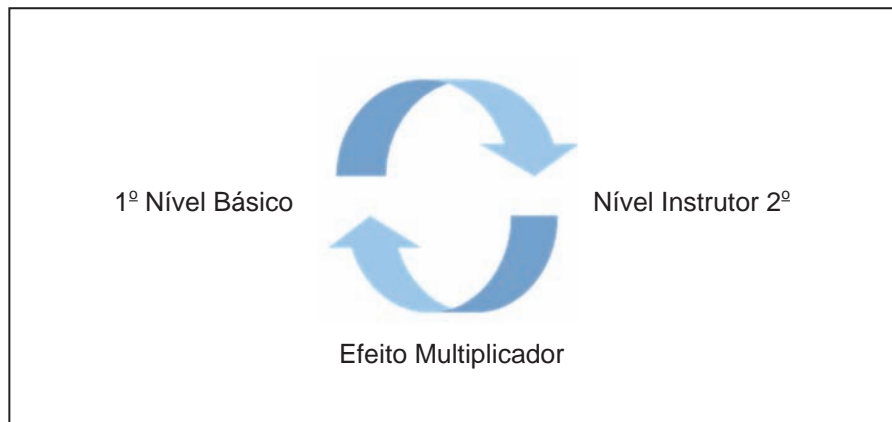 1º Nível Básico
Nível Instrutor 2º
Efeito Multiplicador